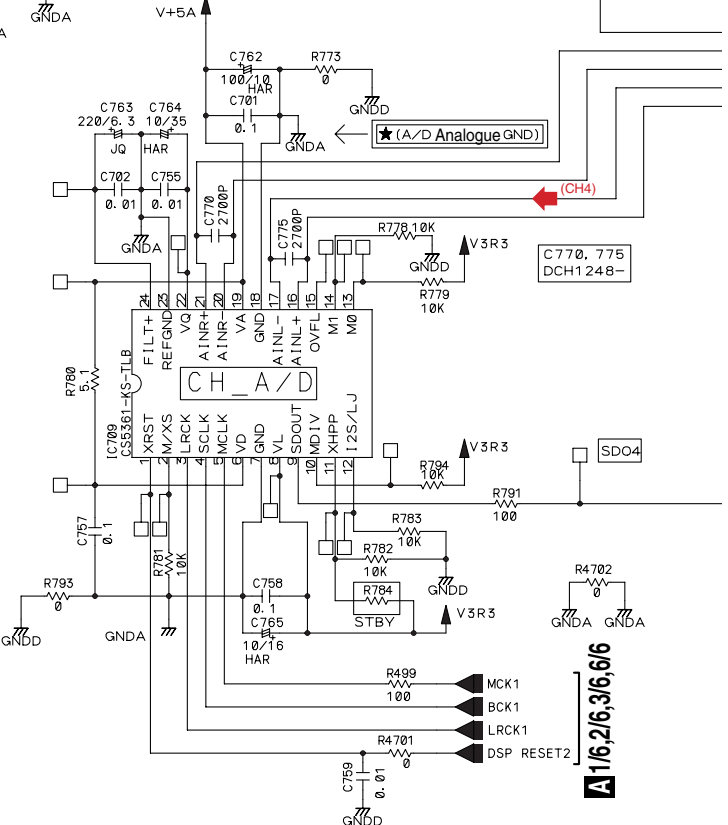 GNDA
V+5A
A
C762
100/10
HAR
R773
0
GNDD
C701
0.1
GNDA
★(A/D Analogue GND)
C763
220/6.3
JQ
C764
10/35
HAR
C702
0.01
C755
0.01
GNDA
C770
2700P
C775
2700P
(CH4)
R778 10K
GNDD
V3R3
R779
10K
C770, 775
DCH1248-
24 23 22 21 20 19 18 17 16 15 14 13
FILT+
REFGND
VQ
AINR+
AINR-
VA
GND
AINL-
AINL+
OVFL
M1
M0
CH_A/D
IC709
CS5361-KS-TLB
XRST
M/XS
LRCK
SCLK
MCLK
VD
GND
VL
SDOUT
MDIV
XHPP
I2S/LJ
1 2 3 4 5 6 7 8 9 10 11 12
R780
5.1
V3R3
R794
10K
SDO4
R791
100
C757
0.1
R781
10K
R783
10K
R782
10K
R784
STBY
GNDD
V3R3
R793
0
GNDD
GNDA
C758
0.1
C765
10/16
HAR
R4702
0
GNDA
GNDA
R499
100
MCK1
BCK1
LRCK1
R4701
0
DSP RESET2
C759
0.01
GNDD
A 1/6,2/6,3/6,6/6